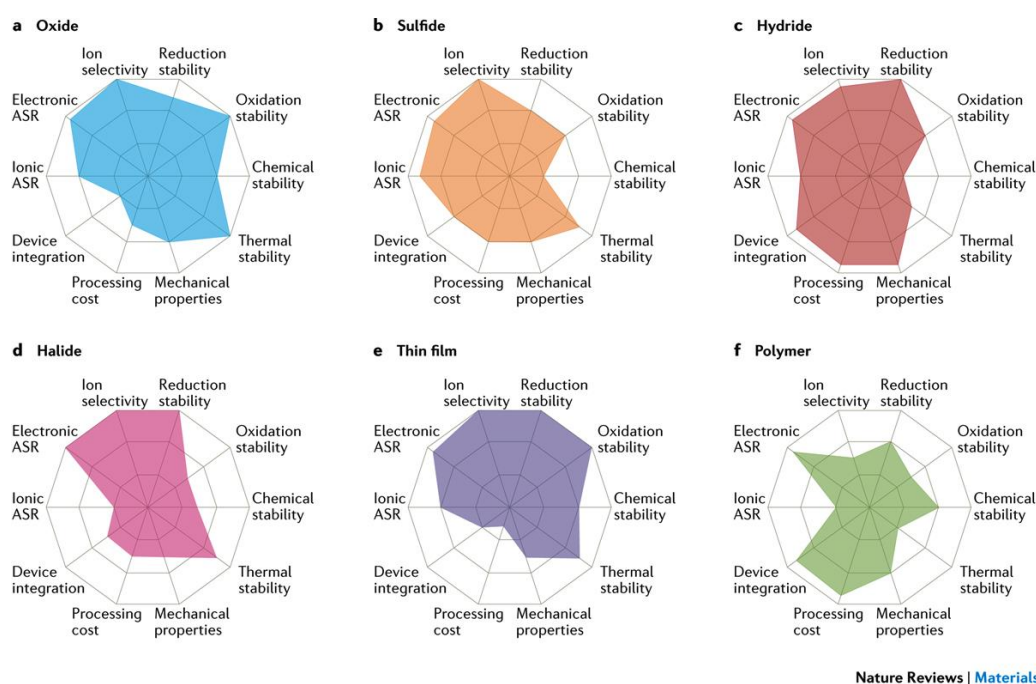 a Oxide
Ion
selectivity
Reduction
stability
Electronic
ASR
Oxidation
stability
Ionic
ASR
Chemical
stability
Device
integration
Thermal
stability
Processing
cost
Mechanical
properties
b Sulfide
Ion
selectivity
Reduction
stability
Electronic
ASR
Oxidation
stability
Ionic
ASR
Chemical
stability
Device
integration
Thermal
stability
Processing
cost
Mechanical
properties
c Hydride
Ion
selectivity
Reduction
stability
Electronic
ASR
Oxidation
stability
Ionic
ASR
Chemical
stability
Device
integration
Thermal
stability
Processing
cost
Mechanical
properties
d Halide
Ion
selectivity
Reduction
stability
Electronic
ASR
Oxidation
stability
Ionic
ASR
Chemical
stability
Device
integration
Thermal
stability
Processing
cost
Mechanical
properties
e Thin film
Ion
selectivity
Reduction
stability
Electronic
ASR
Oxidation
stability
Ionic
ASR
Chemical
stability
Device
integration
Thermal
stability
Processing
cost
Mechanical
properties
f Polymer
Ion
selectivity
Reduction
stability
Electronic
ASR
Oxidation
stability
Ionic
ASR
Chemical
stability
Device
integration
Thermal
stability
Processing
cost
Mechanical
properties
Nature Reviews | Materials